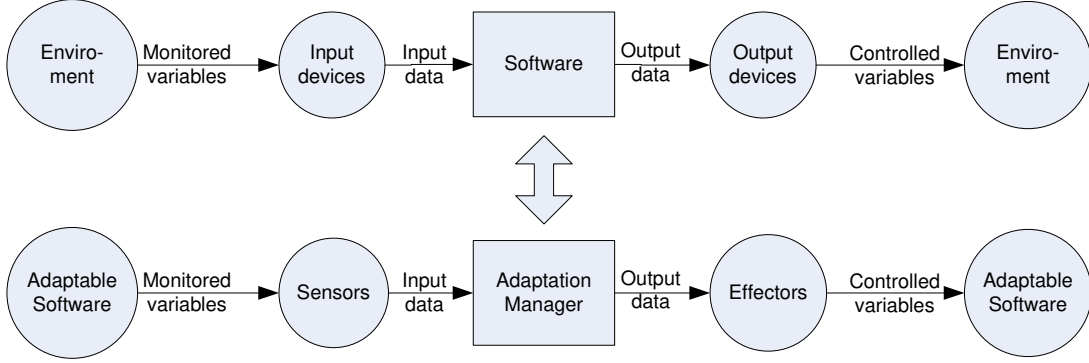 Enviro-
ment
Monitored
variables
Input
devices
Input
data
Software
Output
data
Output
devices
Controlled
variables
Enviro-
ment
Adaptable
Software
Monitored
variables
Sensors
Input
data
Adaptation
Manager
Output
data
Effectors
Controlled
variables
Adaptable
Software